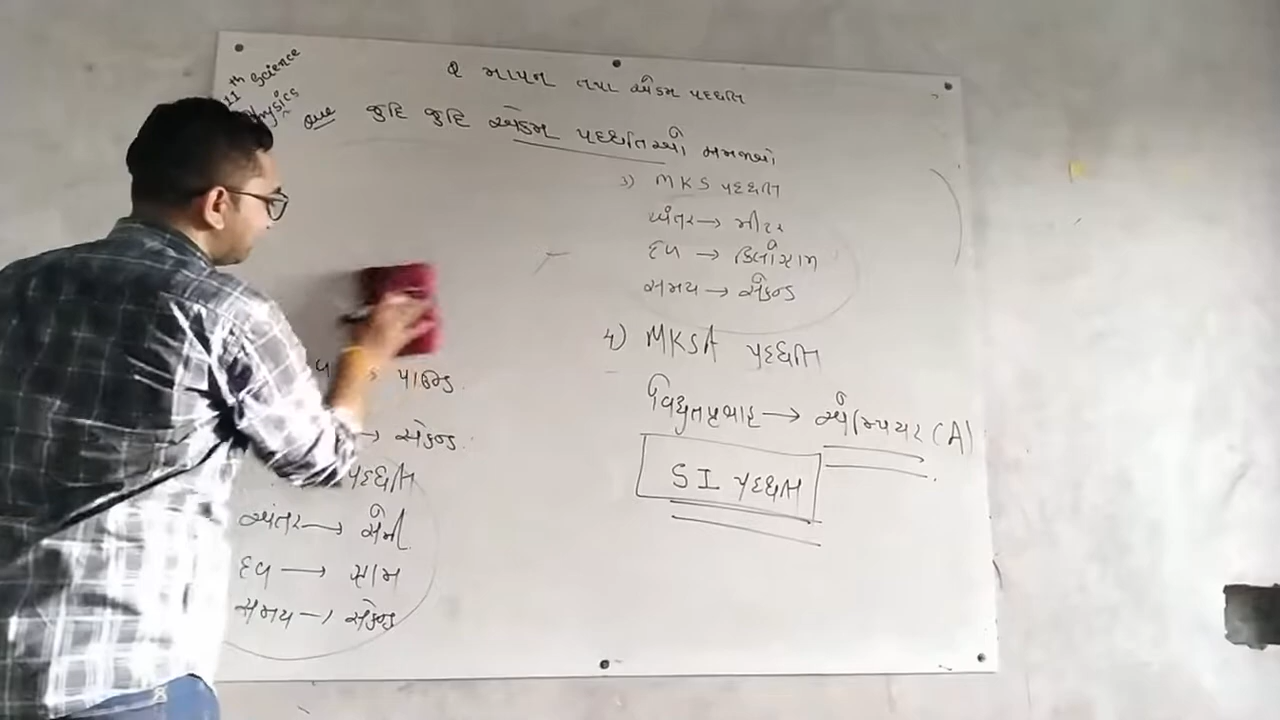 11th Science
Physics
૨ માપન તથા એકમ પદ્ધતિ
Que જુદિ જુદિ એકમ પદ્ધતિઓ સમજાવો
પાઉન્ડ.
→ સેકન્ડ.
પદ્ધતિ
અંતર → સેમી.
દળ → ગ્રામ
સમય → સેકન્ડ
3) MKS પદ્ધતિ
અંતર → મીટર
દળ → કિલોગ્રામ
સમય → સેકન્ડ
4) MKSA પદ્ધતિ
વિદ્યુતપ્રવાહ → એમ્પિયર (A)
SI પદ્ધતિ